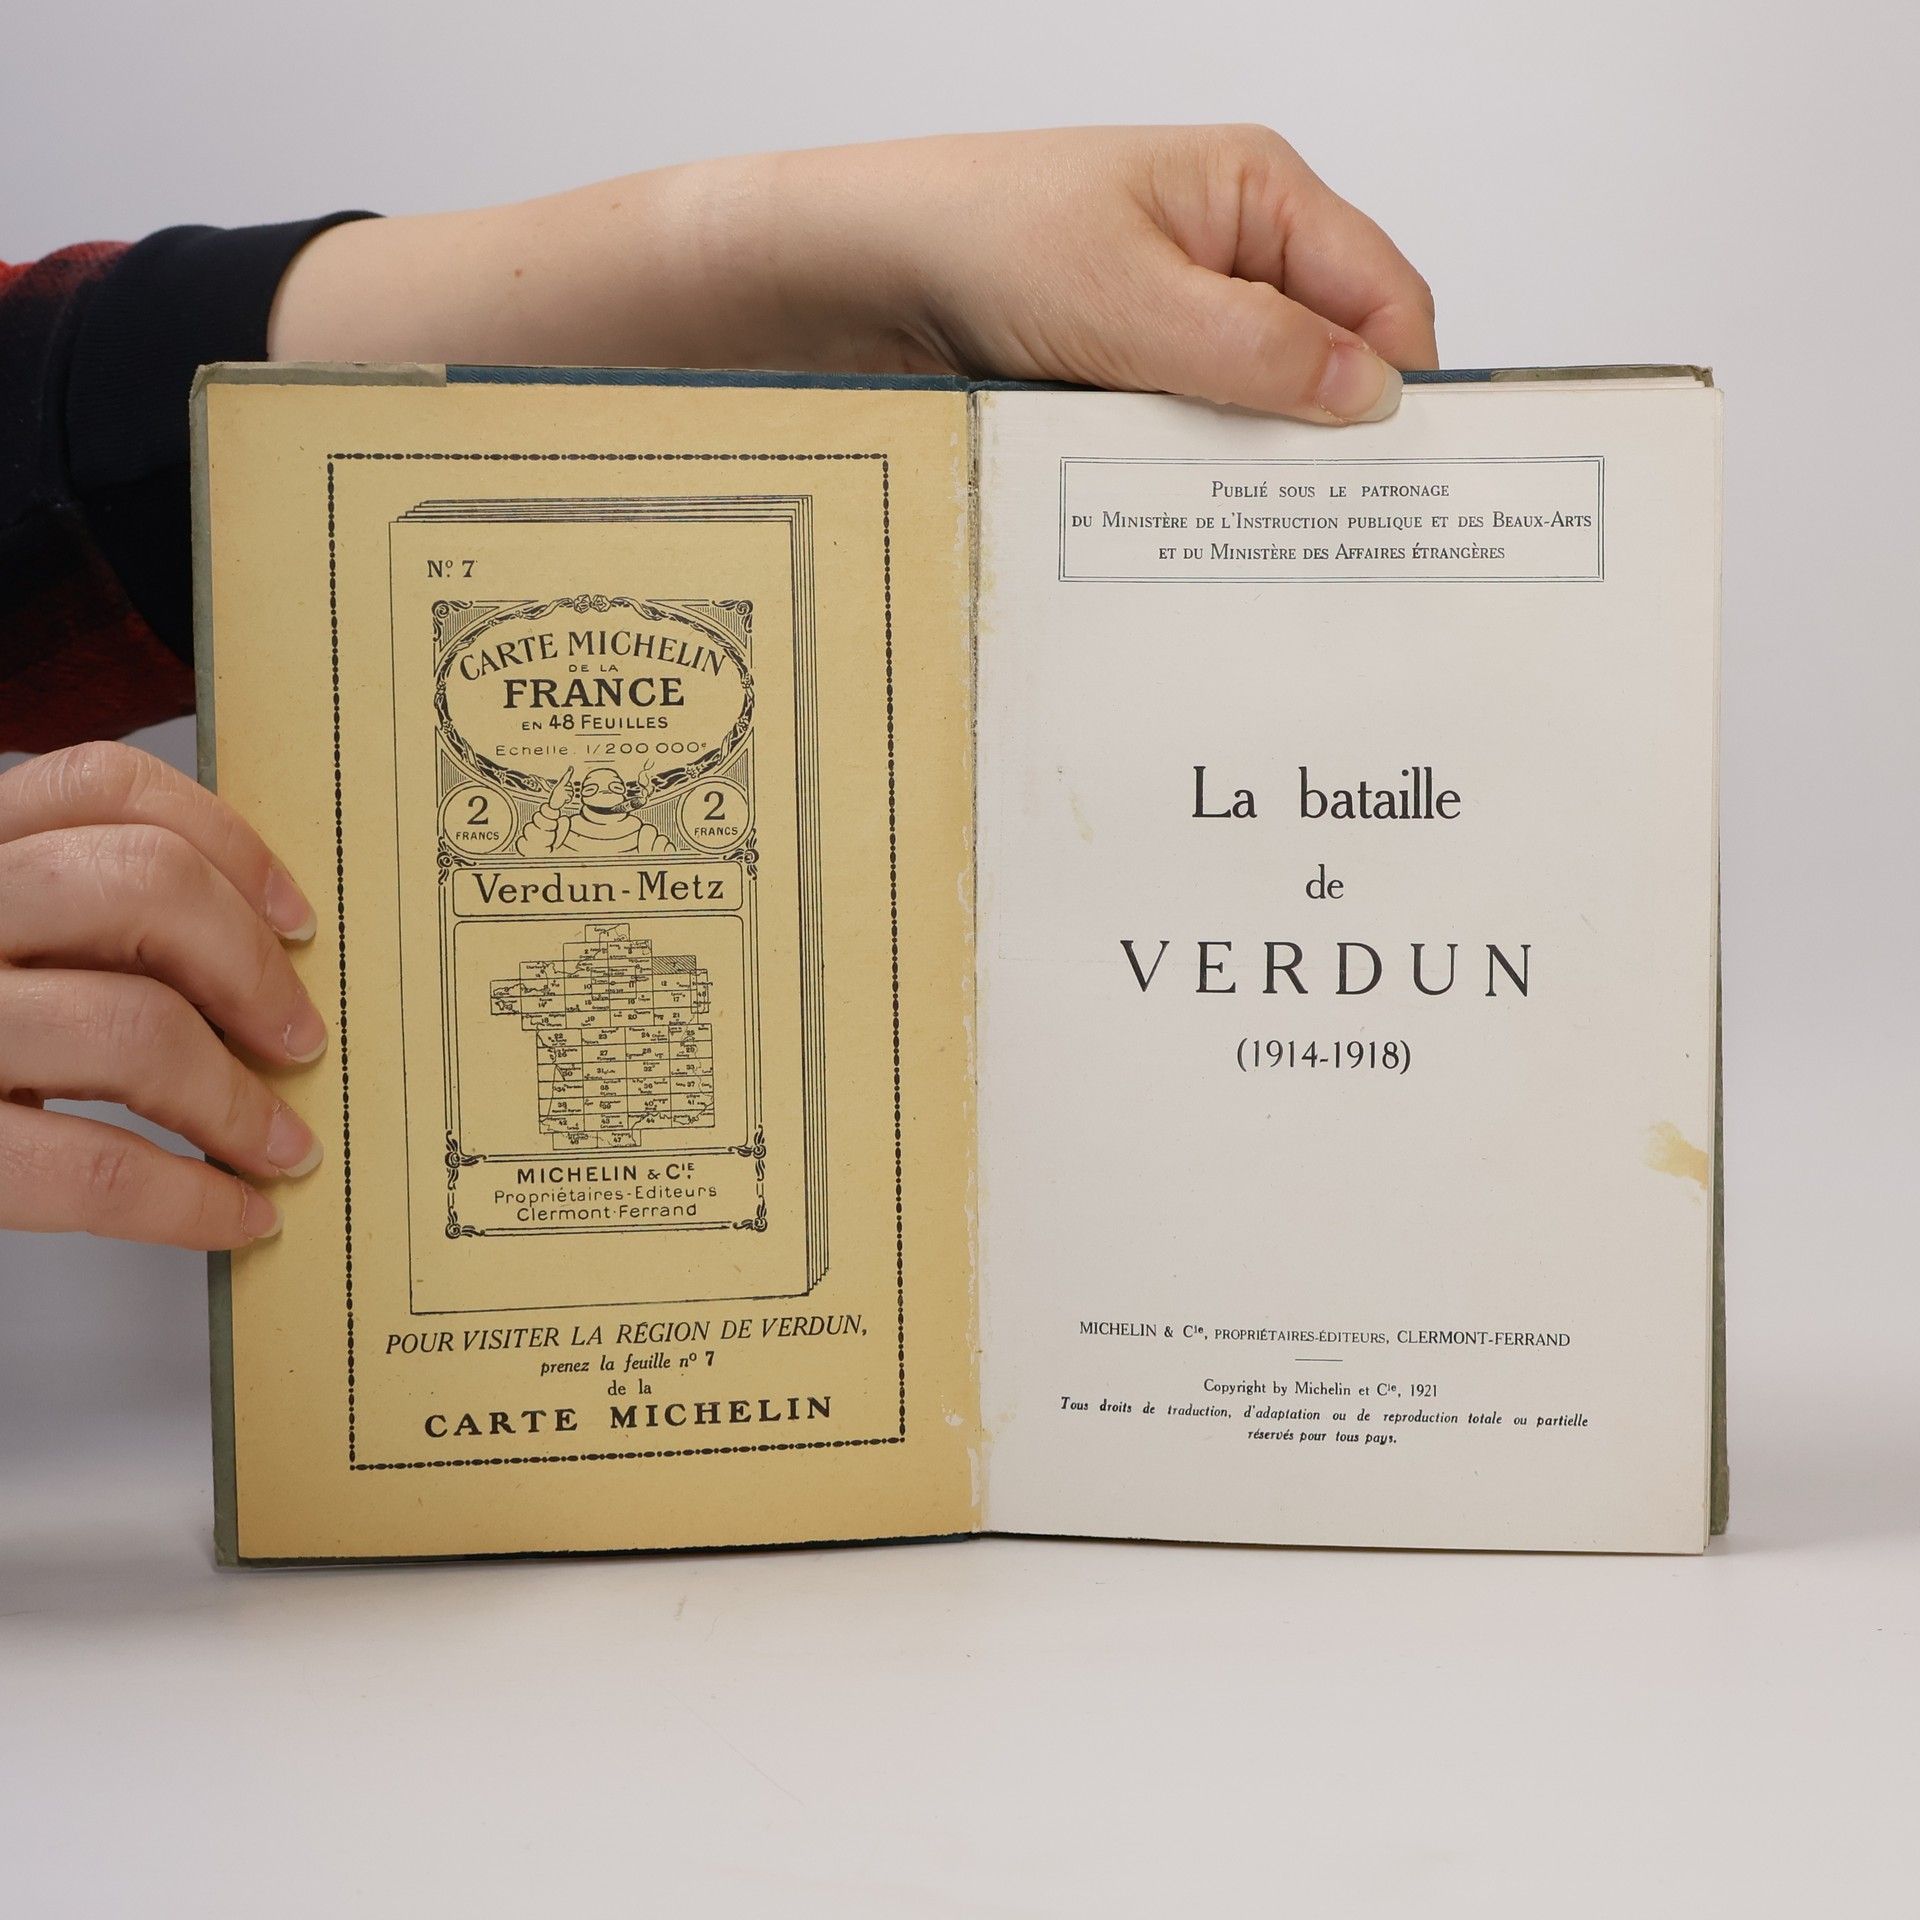 Nº 7
CARTE MICHELIN
DE LA
FRANCE
EN 48 FEUILLES
Echelle. 1/200 000ᵉ
2
FRANCS
2
FRANCS
Verdun-Metz
MICHELIN & Cᴵᴱ.
Propriétaires-Editeurs
Clermont-Ferrand
POUR VISITER LA RÉGION DE VERDUN,
prenez la feuille nº 7
de la
CARTE MICHELIN
PUBLIÉ SOUS LE PATRONAGE
DU MINISTÈRE DE L'INSTRUCTION PUBLIQUE ET DES BEAUX-ARTS
ET DU MINISTÈRE DES AFFAIRES ÉTRANGÈRES
La bataille
de
VERDUN
(1914-1918)
MICHELIN & Cⁱᵉ, PROPRIÉTAIRES-ÉDITEURS, CLERMONT-FERRAND
Copyright by Michelin et Cⁱᵉ, 1921
Tous droits de traduction, d'adaptation ou de reproduction totale ou partielle
réservés pour tous pays.